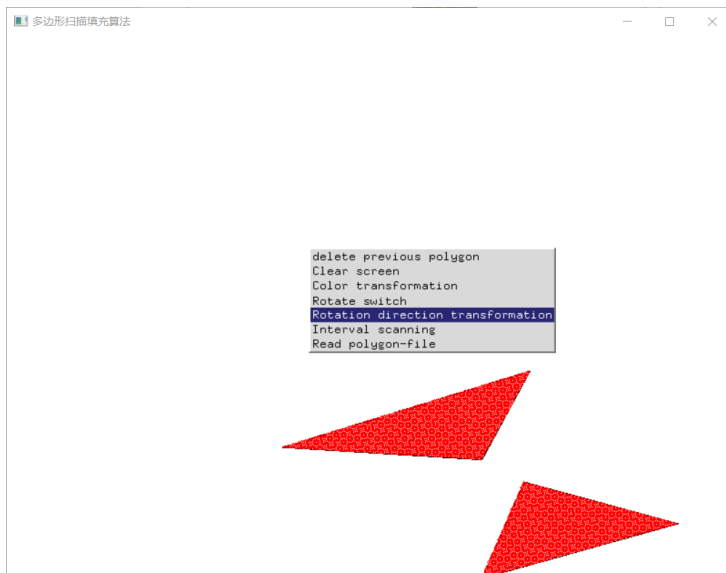 多边形扫描填充算法
delete previous polygon
Clear screen
Color transformation
Rotate switch
Rotation direction transformation
Interval scanning
Read polygon-file